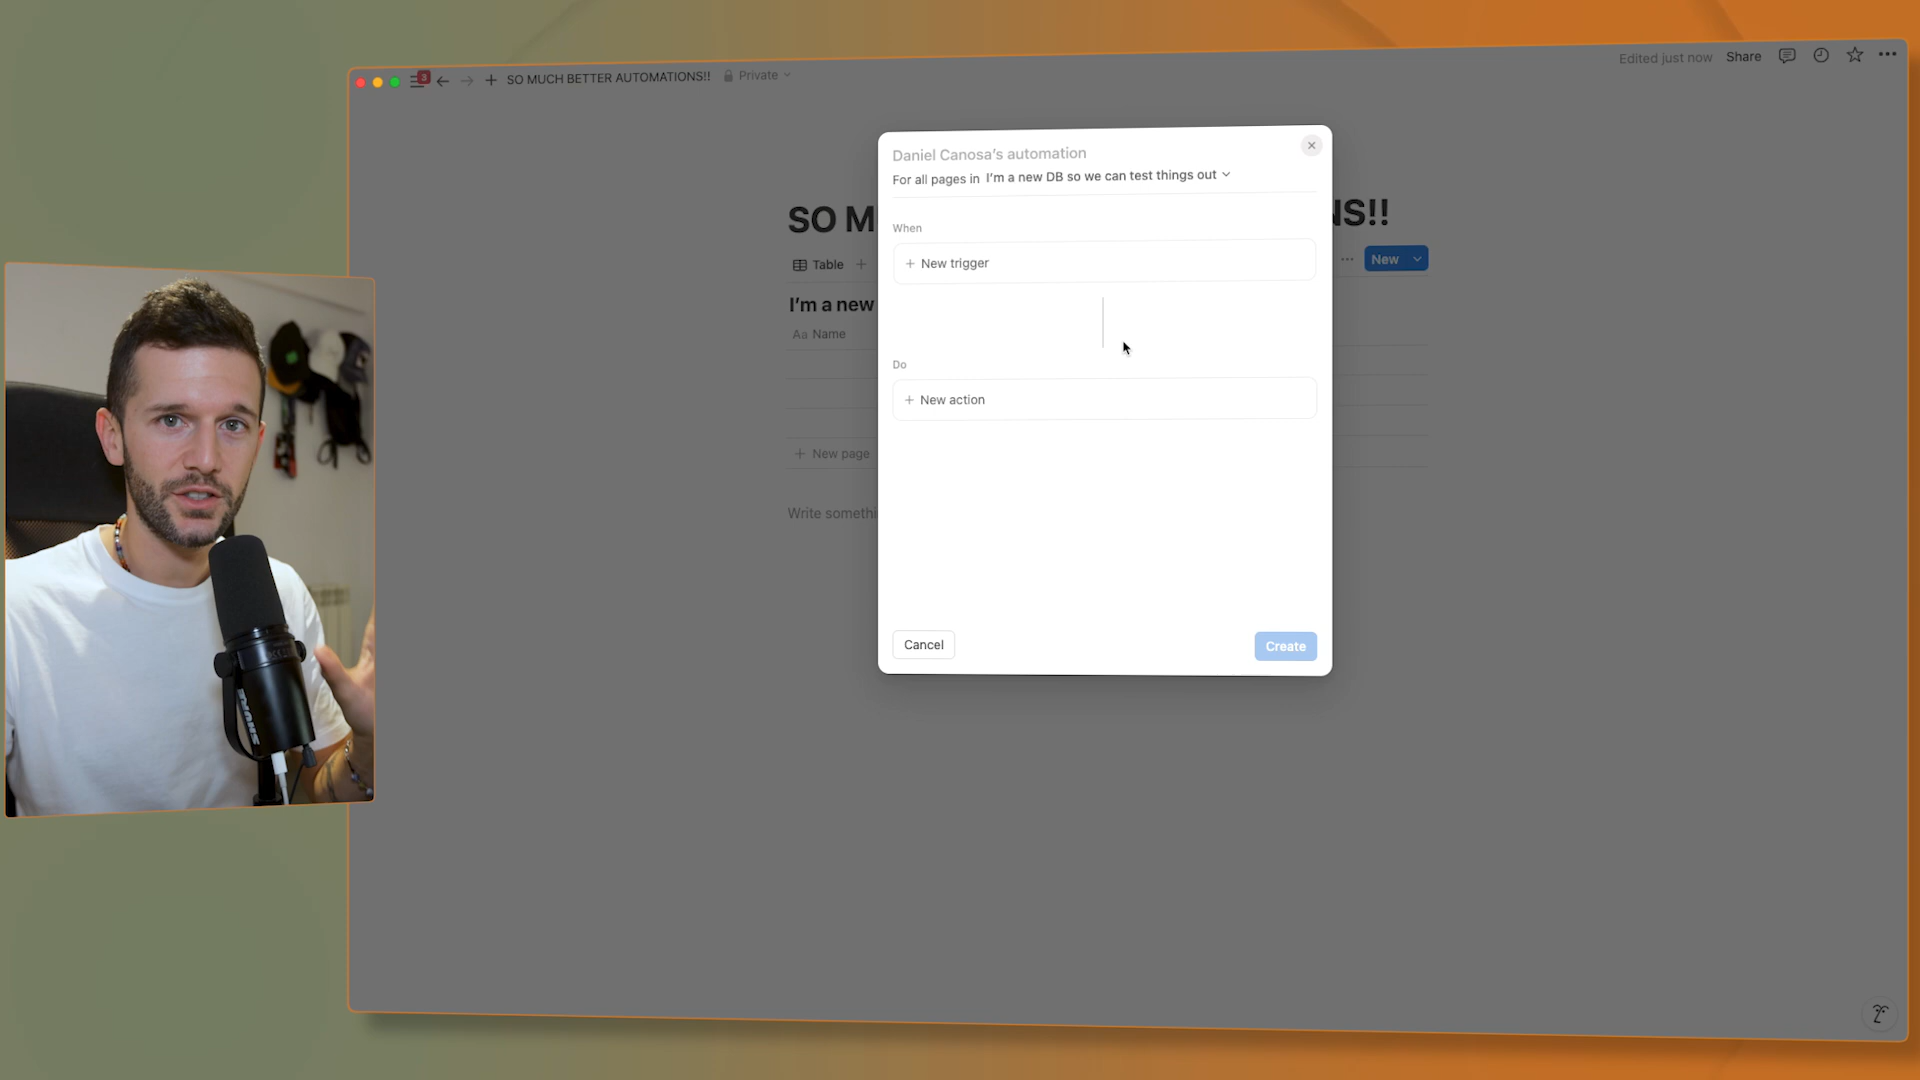 3
SO MUCH BETTER AUTOMATIONS!!
Private
Edited just now
Share
Daniel Canosa's automation
For all pages in I'm a new DB so we can test things out
SO M
NS!!
When
Table
New
+ New trigger
I'm a new
Aa Name
Do
+ New action
+ New page
Write somethi
Cancel
Create
SHURE